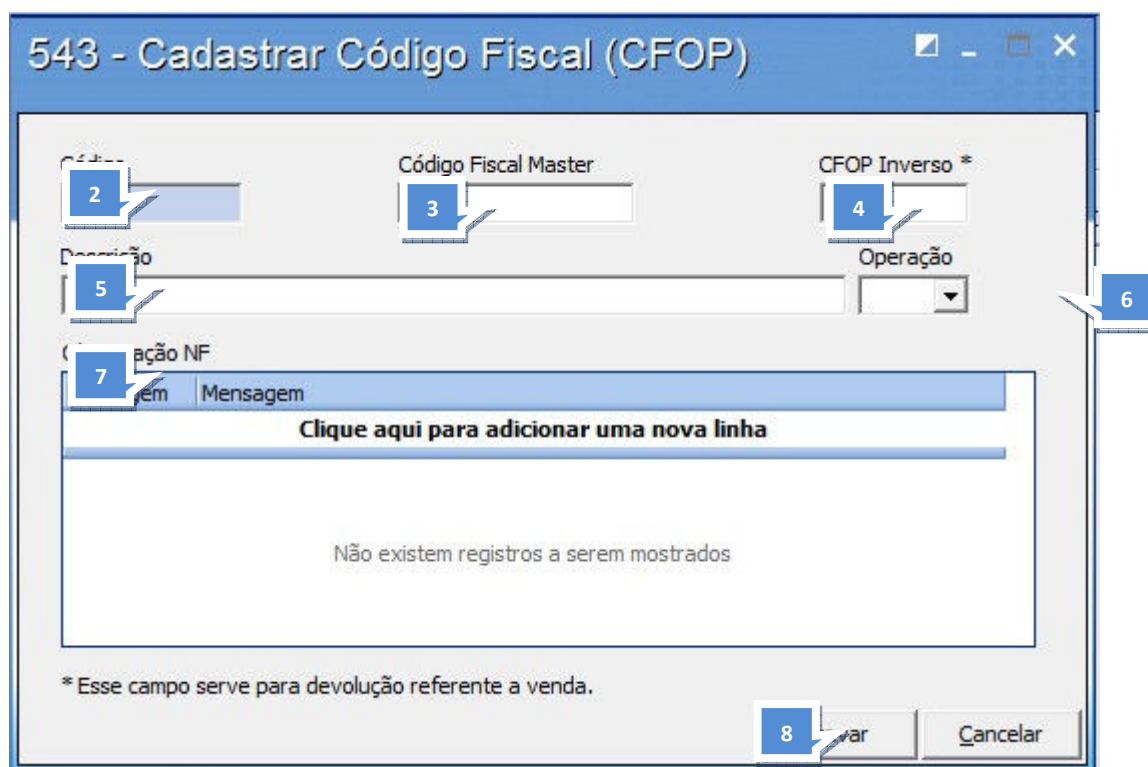 543 - Cadastrar Código Fiscal (CFOP)
Código Fiscal Master CFOP Inverso *
2 3 4
Operação
5 6
NF
7
Mensagem
Clique aqui para adicionar uma nova linha
Não existem registros a serem mostrados
* Esse campo serve para devolução referente a venda.
8 Cancelar